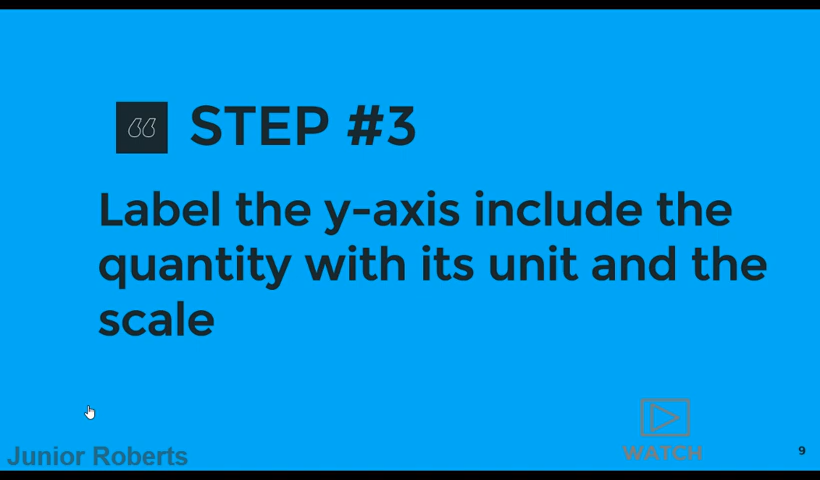 “ STEP #3
Label the y-axis include the
quantity with its unit and the
scale
WATCH
Junior Roberts
9